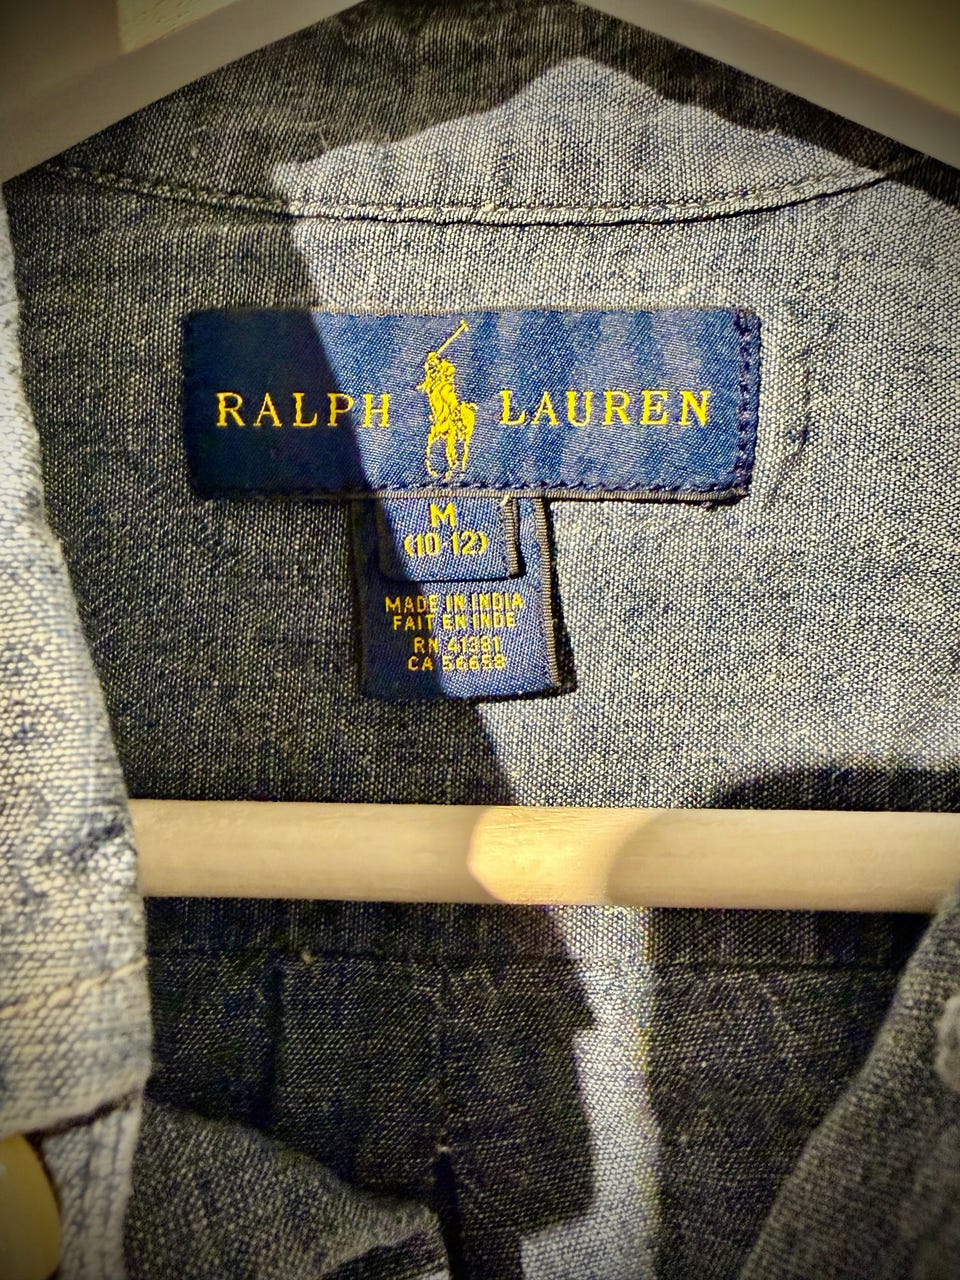 RALPH LAUREN
M
(10-12)
MADE IN INDIA
FAIT EN INDE
RN 41381
CA 56658